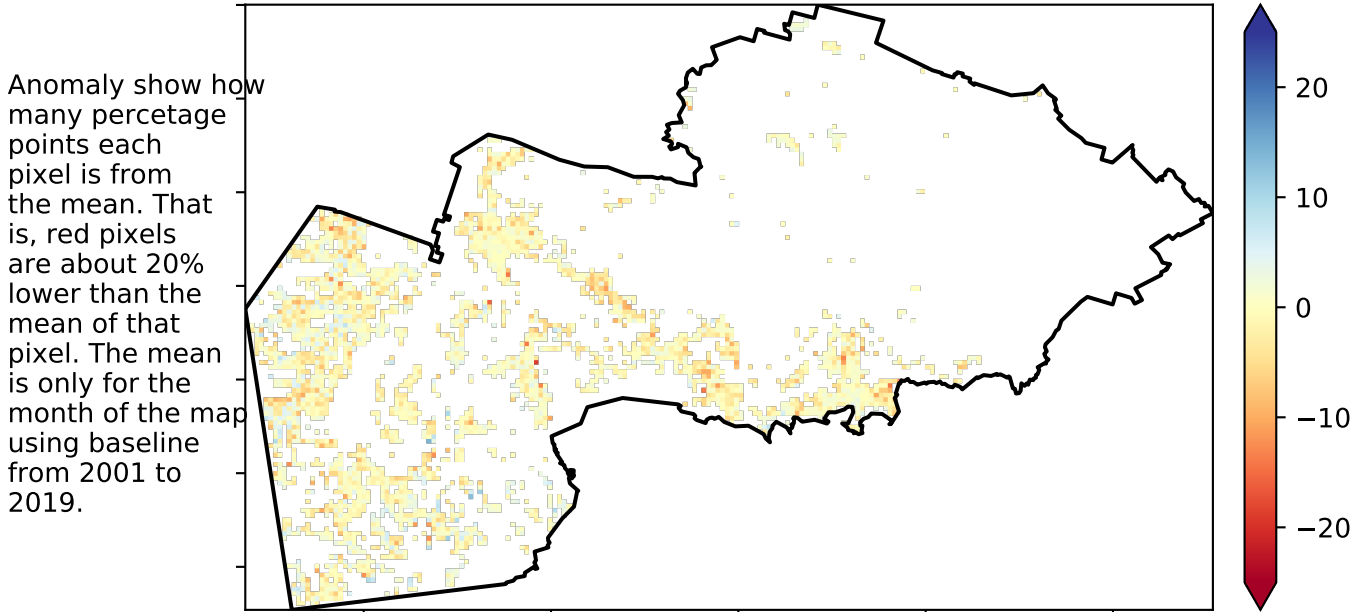 Anomaly show how
many percetage
points each
pixel is from
the mean. That
is, red pixels
are about 20%
lower than the
mean of that
pixel. The mean
is only for the
month of the map
using baseline
from 2001 to
2019.
20
10
0
−10
−20